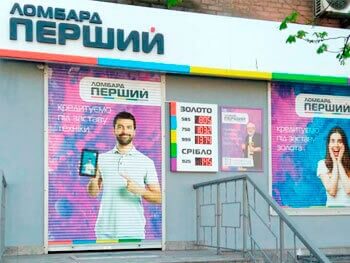 ЛОМБАРД
ПЕРШИЙ
ЛОМБАРД
ПЕРШИЙ
кредитуємо
під заставу
техніки
ЗОЛОТО
585
750
999
СРІБЛО
925
ПЕРШИЙ
ЛОМБАРД
ПЕРШИЙ
кредитуємо
під заставу
золота